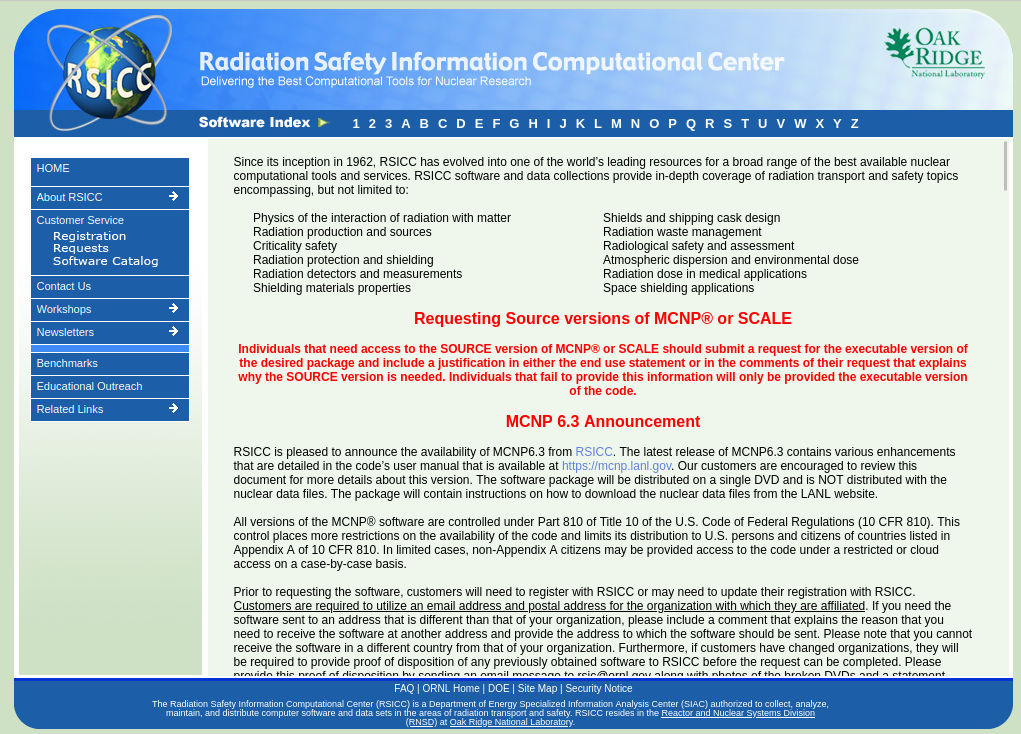 RSICC
Radiation Safety Information Computational Center
Delivering the Best Computational Tools for Nuclear Research
OAK
RIDGE
National Laboratory
Software Index 1 2 3 A B C D E F G H I J K L M N O P Q R S T U V W X Y Z
HOME
About RSICC
Customer Service
Registration
Requests
Software Catalog
Contact Us
Workshops
Newsletters
Benchmarks
Educational Outreach
Related Links
Since its inception in 1962, RSICC has evolved into one of the world's leading resources for a broad range of the best available nuclear
computational tools and services. RSICC software and data collections provide in-depth coverage of radiation transport and safety topics
encompassing, but not limited to:
Physics of the interaction of radiation with matter
Radiation production and sources
Criticality safety
Radiation protection and shielding
Radiation detectors and measurements
Shielding materials properties
Shields and shipping cask design
Radiation waste management
Radiological safety and assessment
Atmospheric dispersion and environmental dose
Radiation dose in medical applications
Space shielding applications
Requesting Source versions of MCNP® or SCALE
Individuals that need access to the SOURCE version of MCNP® or SCALE should submit a request for the executable version of
the desired package and include a justification in either the end use statement or in the comments of their request that explains
why the SOURCE version is needed. Individuals that fail to provide this information will only be provided the executable version
of the code.
MCNP 6.3 Announcement
RSICC is pleased to announce the availability of MCNP6.3 from RSICC. The latest release of MCNP6.3 contains various enhancements
that are detailed in the code's user manual that is available at https://mcnp.lanl.gov. Our customers are encouraged to review this
document for more details about this version. The software package will be distributed on a single DVD and is NOT distributed with the
nuclear data files. The package will contain instructions on how to download the nuclear data files from the LANL website.
All versions of the MCNP® software are controlled under Part 810 of Title 10 of the U.S. Code of Federal Regulations (10 CFR 810). This
control places more restrictions on the availability of the code and limits its distribution to U.S. persons and citizens of countries listed in
Appendix A of 10 CFR 810. In limited cases, non-Appendix A citizens may be provided access to the code under a restricted or cloud
access on a case-by-case basis.
Prior to requesting the software, customers will need to register with RSICC or may need to update their registration with RSICC.
Customers are required to utilize an email address and postal address for the organization with which they are affiliated. If you need the
software sent to an address that is different than that of your organization, please include a comment that explains the reason that you
need to receive the software at another address and provide the address to which the software should be sent. Please note that you cannot
receive the software in a different country from that of your organization. Furthermore, if customers have changed organizations, they will
be required to provide proof of disposition of any previously obtained software to RSICC before the request can be completed. Please
provide this proof of disposition by sending an email message to rsic@ornl.gov along with photos of the broken DVDs and a statement
FAQ | ORNL Home | DOE | Site Map | Security Notice
The Radiation Safety Information Computational Center (RSICC) is a Department of Energy Specialized Information Analysis Center (SIAC) authorized to collect, analyze,
maintain, and distribute computer software and data sets in the areas of radiation transport and safety. RSICC resides in the Reactor and Nuclear Systems Division
(RNSD) at Oak Ridge National Laboratory.